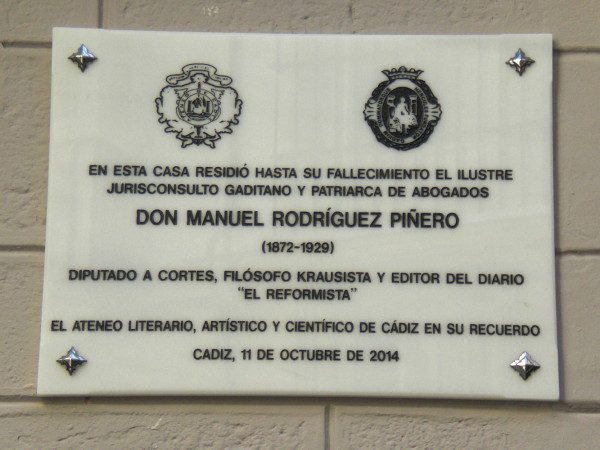 EN ESTA CASA RESIDIÓ HASTA SU FALLECIMIENTO EL ILUSTRE
JURISCONSULTO GADITANO Y PATRIARCA DE ABOGADOS
DON MANUEL RODRÍGUEZ PIÑERO
(1872-1929)
DIPUTADO A CORTES, FILÓSOFO KRAUSISTA Y EDITOR DEL DIARIO
"EL REFORMISTA"
EL ATENEO LITERARIO, ARTÍSTICO Y CIENTÍFICO DE CÁDIZ EN SU RECUERDO
CADIZ, 11 DE OCTUBRE DE 2014